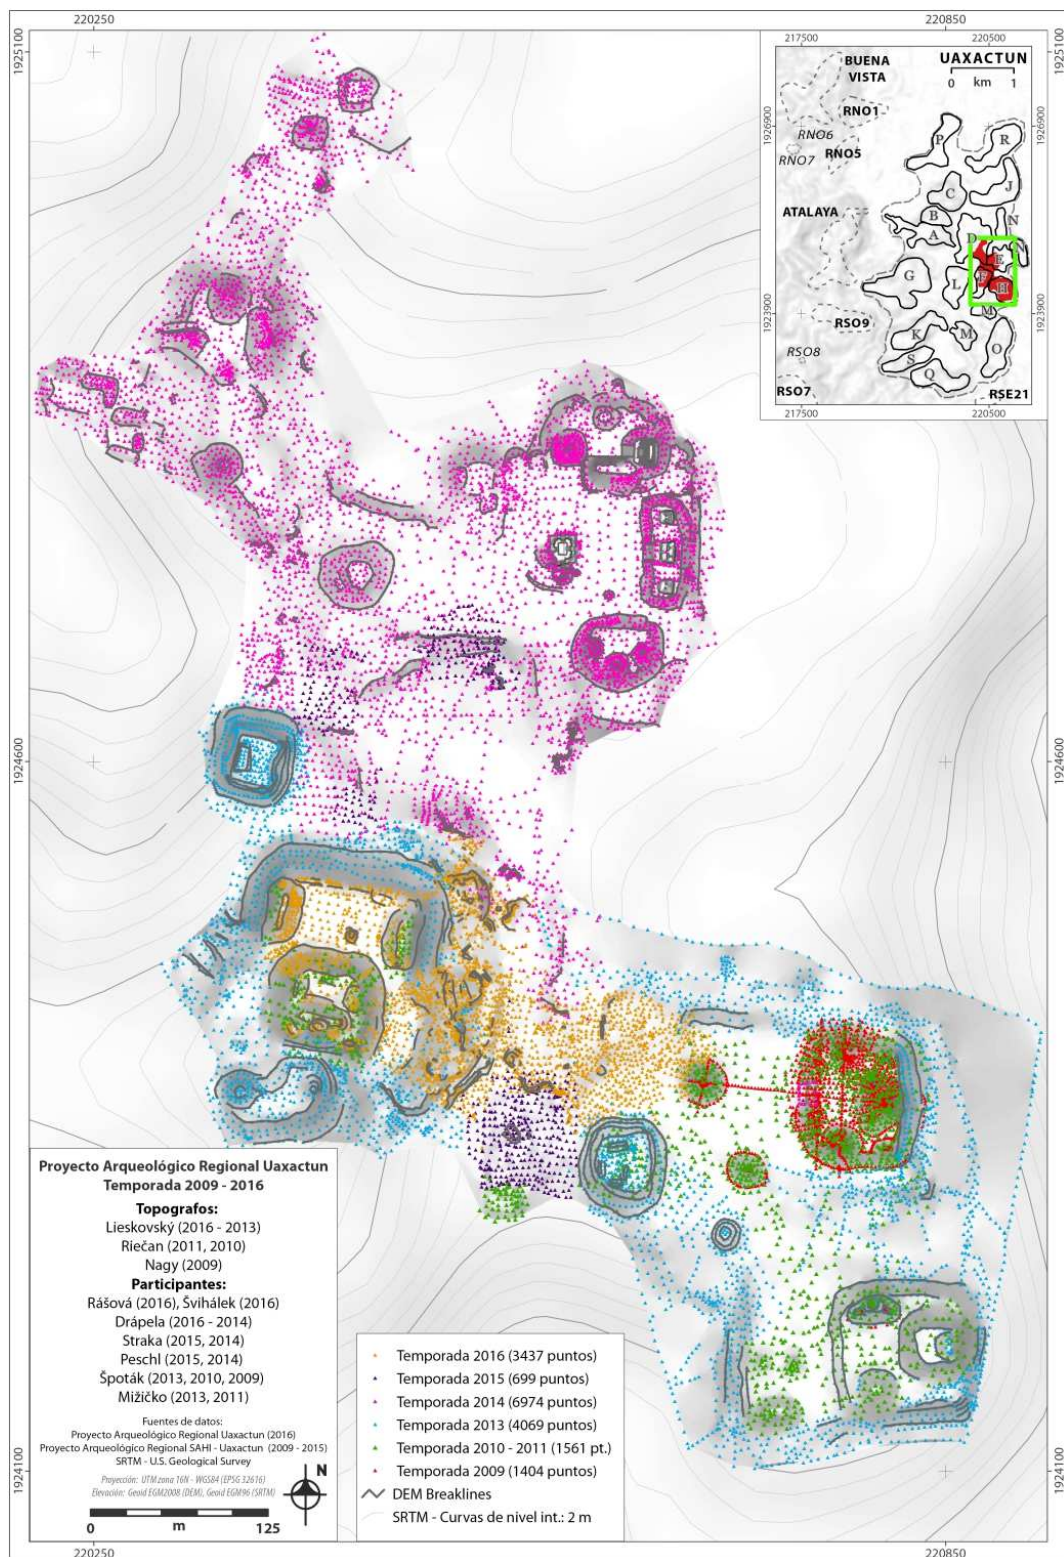 220250
220850
1925100
1925100
217500
220500
UAXACTUN
0 km 1
BUENA
VISTA
RNO1
1926900
1926900
RNO6
RNO7
RNO5
P
R
C
J
B
N
ATALAYA
A
D
N
E
G
F
L
H
1923900
1923900
RSO9
M
K
M
O
RSO8
S
Q
RSO7
RSE21
217500
220500
1924600
1924600
Proyecto Arqueológico Regional Uaxactun
Temporada 2009 - 2016
Topografos:
Lieskovský (2016 - 2013)
Riečan (2011, 2010)
Nagy (2009)
Participantes:
Rášová (2016), Švihálek (2016)
Drápela (2016 - 2014)
Straka (2015, 2014)
Peschl (2015, 2014)
Špoták (2013, 2010, 2009)
Mižičko (2013, 2011)
Fuentes de datos:
Proyecto Arqueológico Regional Uaxactun (2016)
Proyecto Arqueológico Regional SAHI - Uaxactun (2009 - 2015)
SRTM - U.S. Geological Survey
Proyección: UTM zona 16N - WGS84 (EPSG 32616)
Elevación: Geoid EGM2008 (DEM), Geoid EGM96 (SRTM)
N
0 m 125
Temporada 2016 (3437 puntos)
Temporada 2015 (699 puntos)
Temporada 2014 (6974 puntos)
Temporada 2013 (4069 puntos)
Temporada 2010 - 2011 (1561 pt.)
Temporada 2009 (1404 puntos)
DEM Breaklines
SRTM - Curvas de nivel int.: 2 m
1924100
1924100
220250
220850